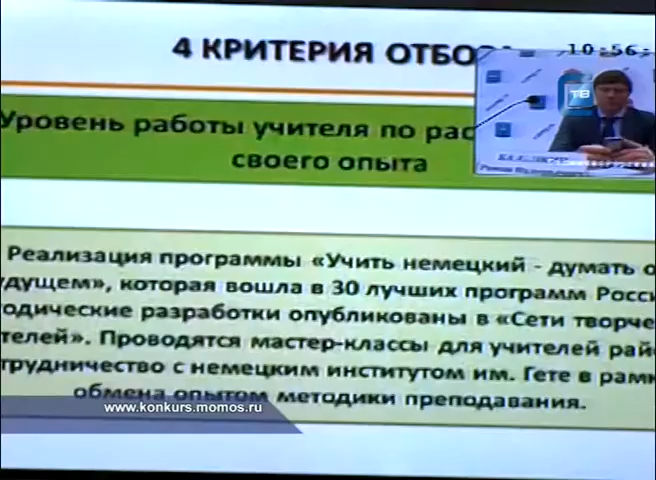 4 КРИТЕРИЯ ОТБО
10:56
ТВ
Уровень работы учителя по рас
своего опыта
Реализация программы «Учить немецкий - думать о
удущем», которая вошла в 30 лучших программ Росси
одические разработки опубликованы в «Сети творче
телей». Проводятся мастер-классы для учителей рай
трудничество с немецким институтом им. Гете в рамк
обмена опытом методики преподавания.
www.konkurs.momos.ru